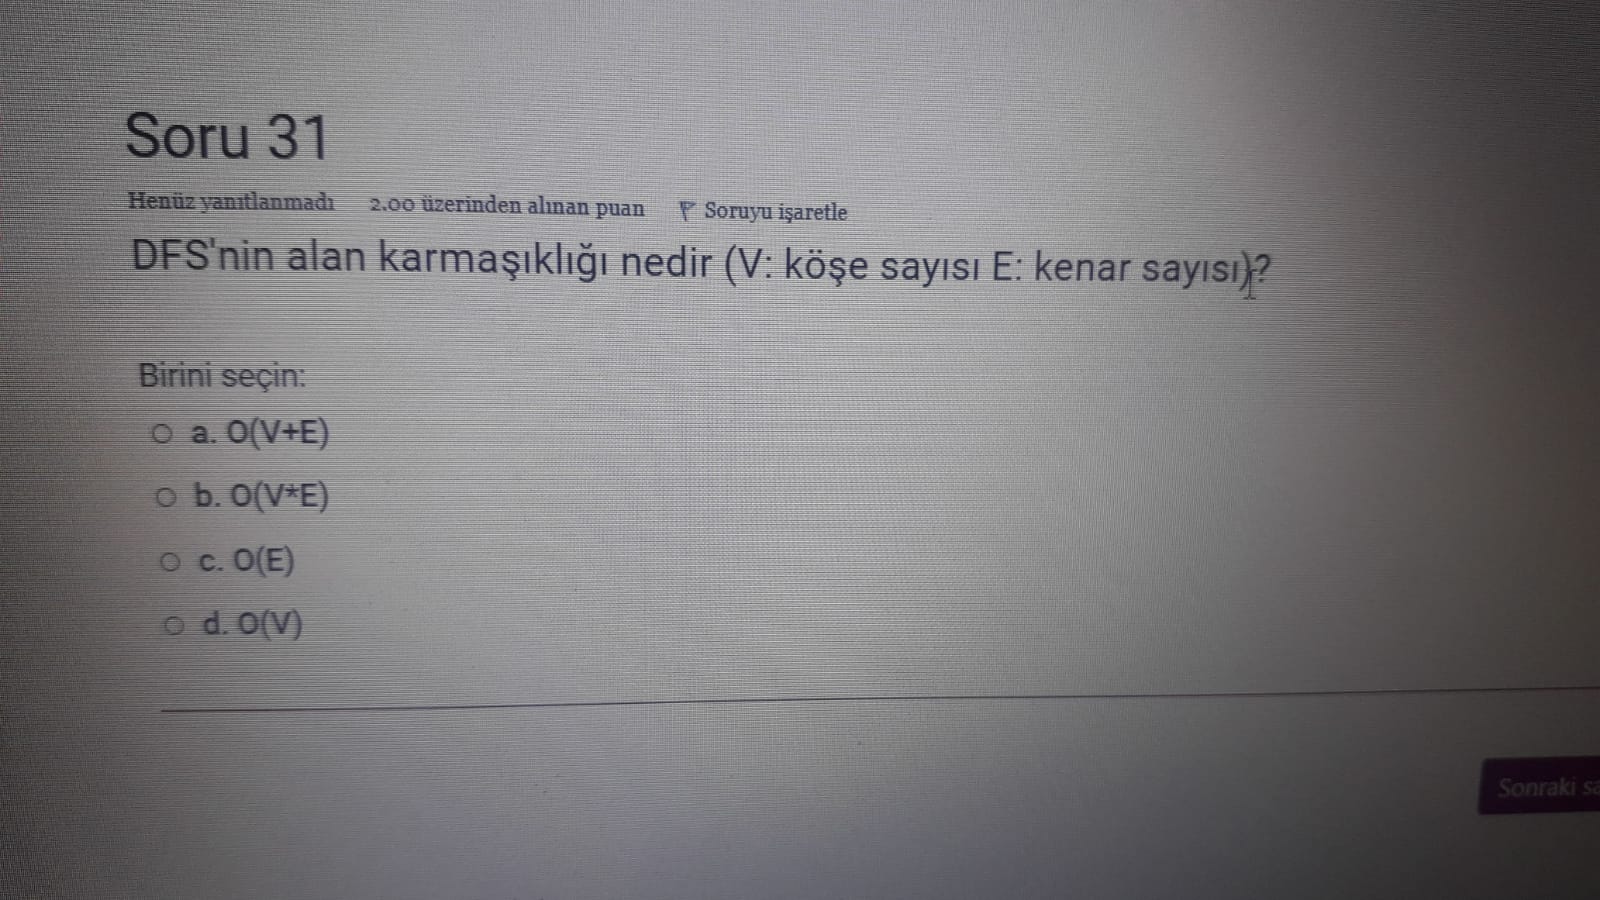 Soru 31
Henüz yanıtlanmadı 2.00 üzerinden alınan puan Soruyu işaretle
DFS'nin alan karmaşıklığı nedir (V: köşe sayısı E: kenar sayısı)?
Birini seçin:
a. O(V+E)
b. O(V*E)
c. O(E)
d. O(V)
Sonraki sa